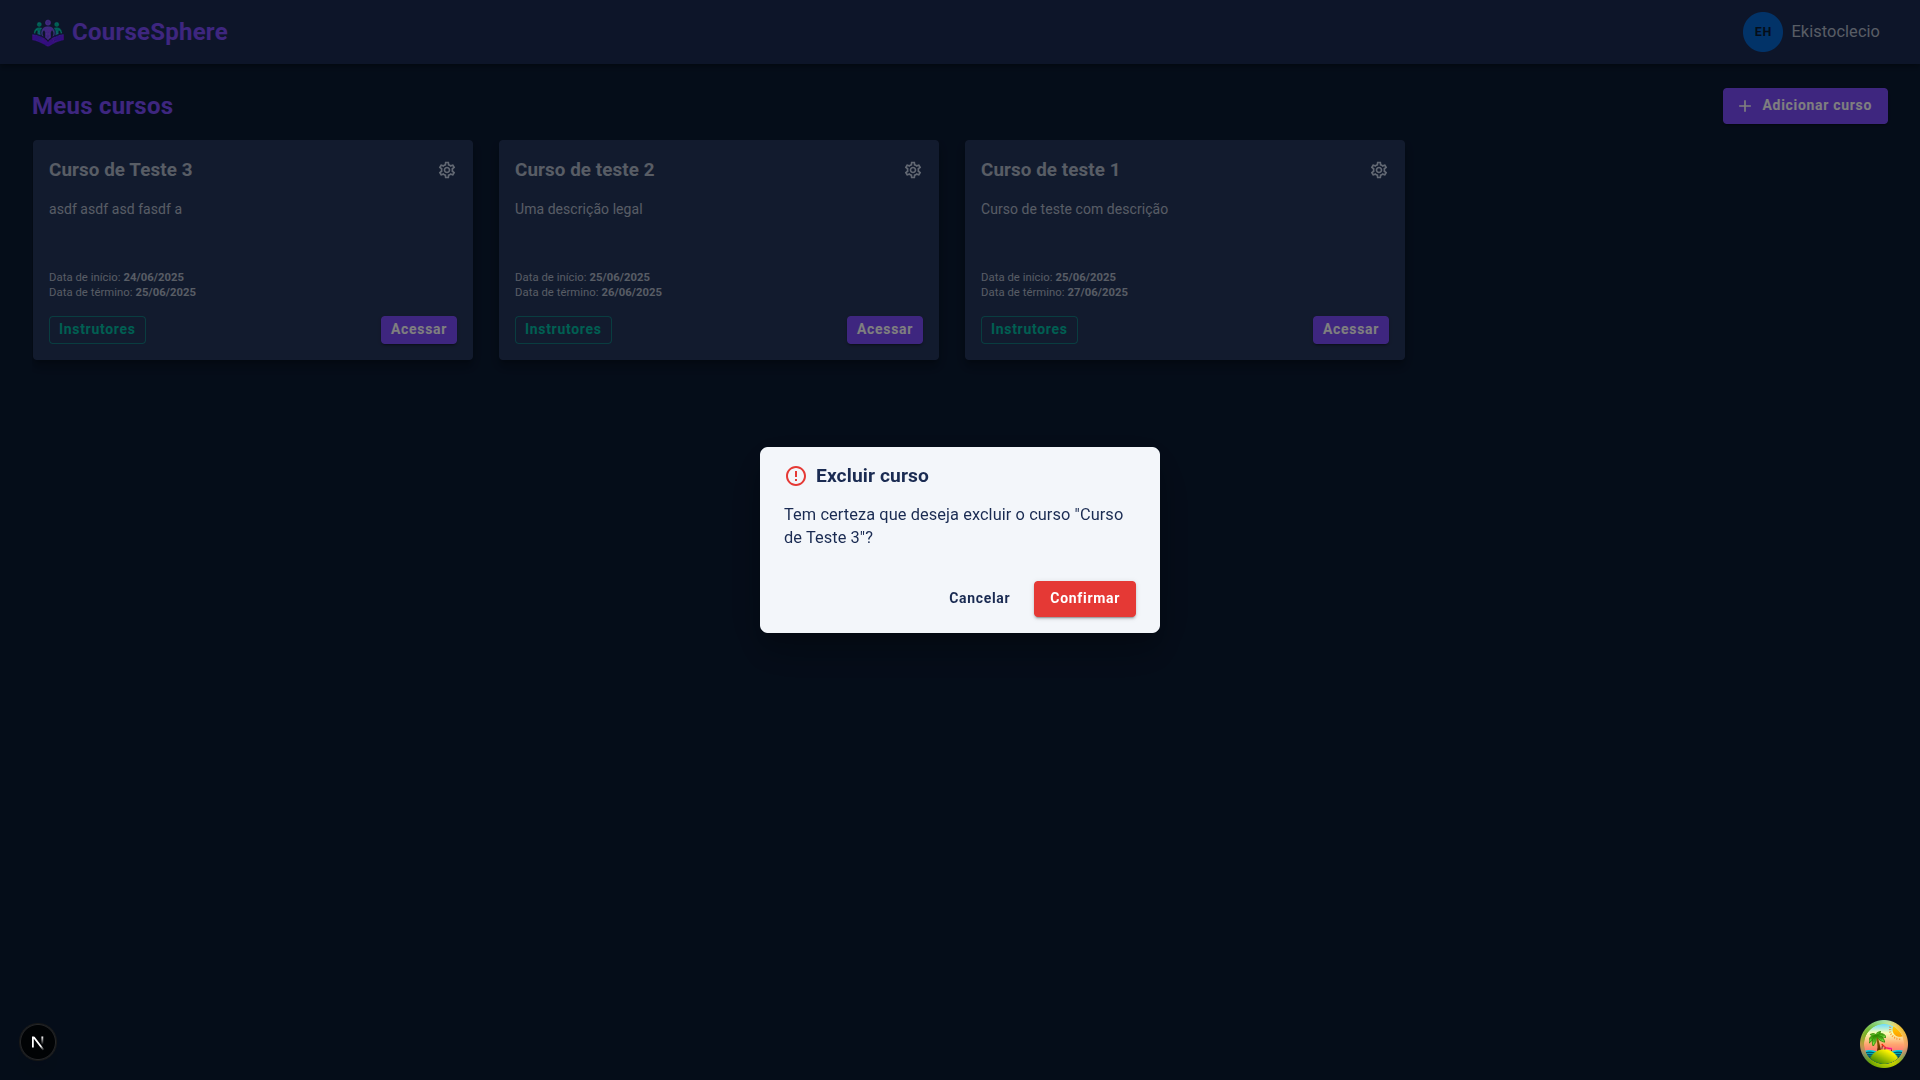 CourseSphere
EH Ekistoclecio
Meus cursos
Adicionar curso
Curso de Teste 3
asdf asdf asd fasdf a
Data de início: 24/06/2025
Data de término: 25/06/2025
Instrutores
Acessar
Curso de teste 2
Uma descrição legal
Data de início: 25/06/2025
Data de término: 26/06/2025
Instrutores
Acessar
Curso de teste 1
Curso de teste com descrição
Data de início: 25/06/2025
Data de término: 27/06/2025
Instrutores
Acessar
Excluir curso
Tem certeza que deseja excluir o curso "Curso
de Teste 3"?
Cancelar
Confirmar
N